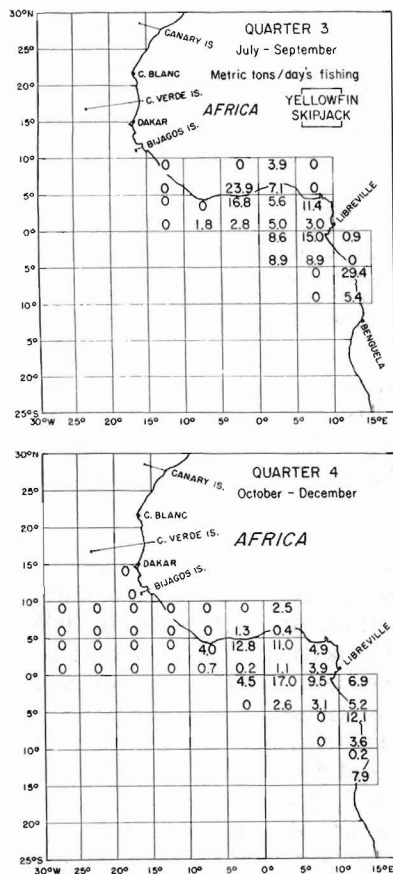 30°N QUARTER 3
CANARY IS.
July - September
25°
C. BLANC Metric tons/day's fishing
20°
C. VERDE IS. YELLOWFIN
AFRICA SKIPJACK
15° DAKAR
BIJAGOS IS.
10°
0 0 3.9 0
LIBREVILLE
0 23.9 7.1 0
5°
0 0 16.8 5.6 11.4
0 1.8 2.8 5.0 3.0
0°
8.6 15.0 0.9
8.9 8.9 0
5°
0 29.4
0 5.4
10°
BENGUELA
15°
20°
25°S
30°W 25° 20° 15° 10° 5° 0° 5° 10° 15°E
30°N QUARTER 4
CANARY IS.
October - December
25°
C. BLANC
20°
C. VERDE IS. AFRICA
15° DAKAR
0
BIJAGOS IS.
0
10°
0 0 0 0 0 0 2.5
0 0 0 0 0 1.3 0.4
5°
0 0 0 0 4.0 12.8 11.0 4.9
LIBREVILLE
0 0 0 0 0.7 0.2 1.1 3.9
0°
4.5 17.0 9.5 6.9
0 2.6 3.1 5.2
5°
0 12.1
0 3.6
10°
0.2
7.9
15°
20°
25°S
30°W 25° 20° 15° 10° 5° 0° 5° 10° 15°E